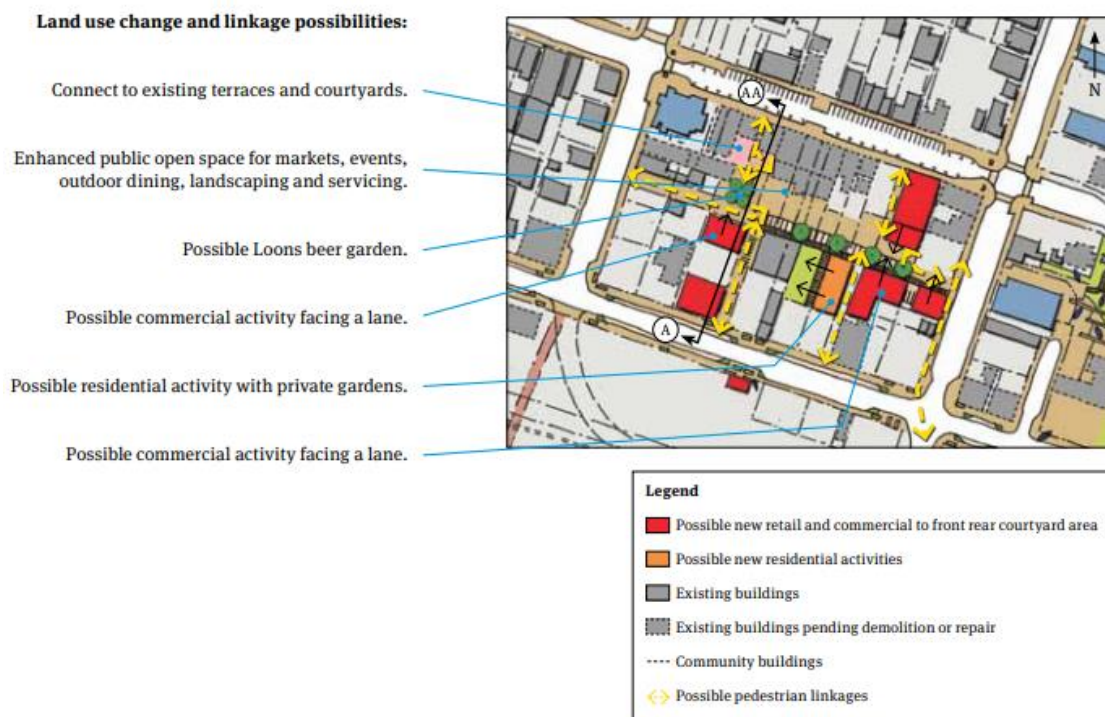 Land use change and linkage possibilities:
Connect to existing terraces and courtyards.
Enhanced public open space for markets, events,
outdoor dining, landscaping and servicing.
Possible Loons beer garden.
Possible commercial activity facing a lane.
Possible residential activity with private gardens.
Possible commercial activity facing a lane.
AA
N
A
Legend
Possible new retail and commercial to front rear courtyard area
Possible new residential activities
Existing buildings
Existing buildings pending demolition or repair
Community buildings
Possible pedestrian linkages